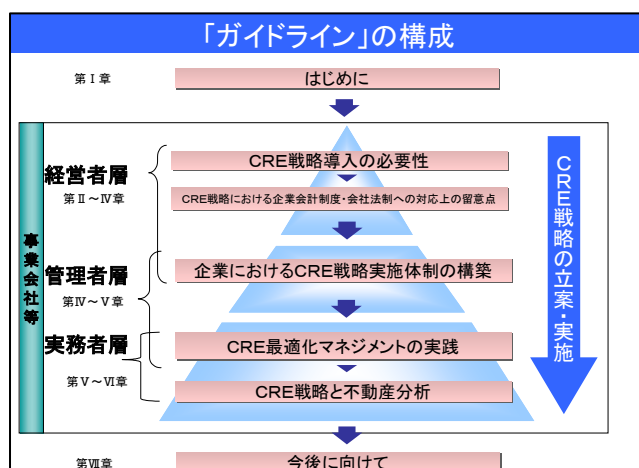 「ガイドライン」の構成
第Ⅰ章
はじめに
経営者層
第Ⅱ～Ⅳ章
CRE戦略導入の必要性
CRE戦略における企業会計制度・会社法制への対応上の留意点
管理者層
第Ⅳ～Ⅴ章
企業におけるCRE戦略実施体制の構築
実務者層
第Ⅴ～Ⅵ章
CRE最適化マネジメントの実践
CRE戦略と不動産分析
事業会社等
CRE戦略の立案・実施
第Ⅶ章
今後に向けて